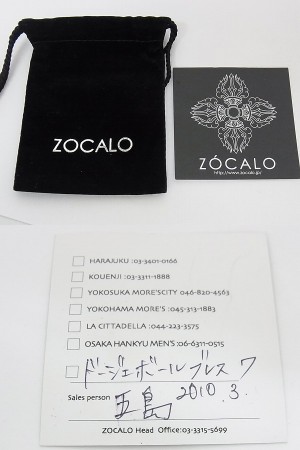 ZOCALO
ZÓCALO
http://www.zocalo.jp/
HARAJUKU :03-3401-0166
KOUENJI :03-3311-1888
YOKOSUKA MORE'SCITY 046-820-4563
YOKOHAMA MORE'S :045-313-1883
LA CITTADELLA :044-223-3575
OSAKA HANKYU MEN'S :06-6311-0515
ドージェボールブレス 7
Sales person 五島 2010.3.
ZOCALO Head Office:03-3315-5699